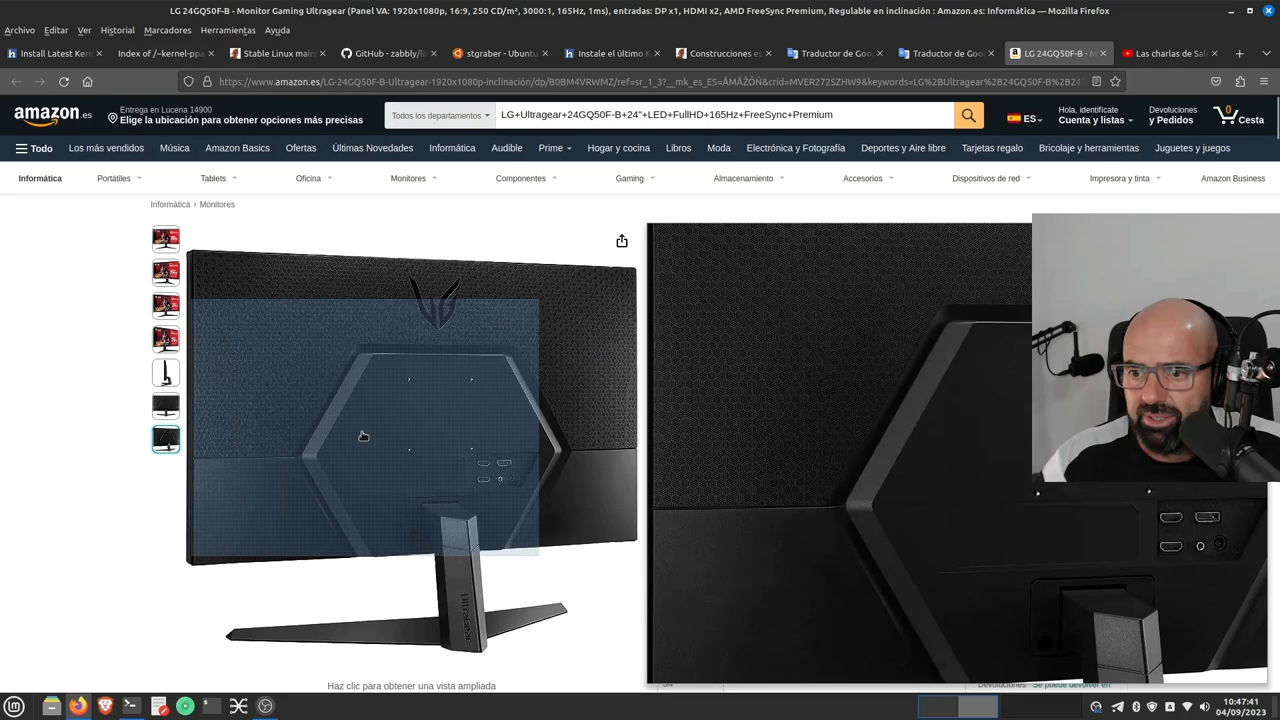 LG 24GQ50F-B - Monitor Gaming Ultragear (Panel VA: 1920x1080p, 16:9, 250 CD/m², 3000:1, 165Hz, 1ms), entradas: DP x1, HDMI x2, AMD FreeSync Premium, Regulable en inclinación : Amazon.es: Informática — Mozilla Firefox
Archivo Editar Ver Historial Marcadores Herramientas Ayuda
Install Latest Kern Index of /~kernel-ppa Stable Linux main GitHub - zabbly/lin stgraber - Ubuntu Instale el último K Construcciones es Traductor de Goo Traductor de Goo LG 24GQ50F-B - M Las charlas de Sal
https://www.amazon.es/LG-24GQ50F-B-Ultragear-1920x1080p-inclinación/dp/B0BM4VRWMZ/ref=sr_1_3?__mk_es_ES=ÅMÅŽÕÑ&crid=MVER272SZHW9&keywords=LG%2BUltragear%2B24GQ50F-B%2B24"
amazon.es
Entrega en Lucena 14900
Elige la ubicación para obtener opciones más precisas
Todos los departamentos
LG+Ultragear+24GQ50F-B+24"+LED+FullHD+165Hz+FreeSync+Premium
ES
Hola, identifícate
Cuenta y listas
Devoluciones
y Pedidos
0
Cesta
Todo Los más vendidos Música Amazon Basics Ofertas Últimas Novedades Informática Audible Prime Hogar y cocina Libros Moda Electrónica y Fotografía Deportes y Aire libre Tarjetas regalo Bricolaje y herramientas Juguetes y juegos
Informática Portátiles Tablets Oficina Monitores Componentes Gaming Almacenamiento Accesorios Dispositivos de red Impresora y tinta Amazon Business
Informática › Monitores
UltraGear
Haz clic para obtener una vista ampliada
Devoluciones Se puede devolver en
10:47:41
04/09/2023